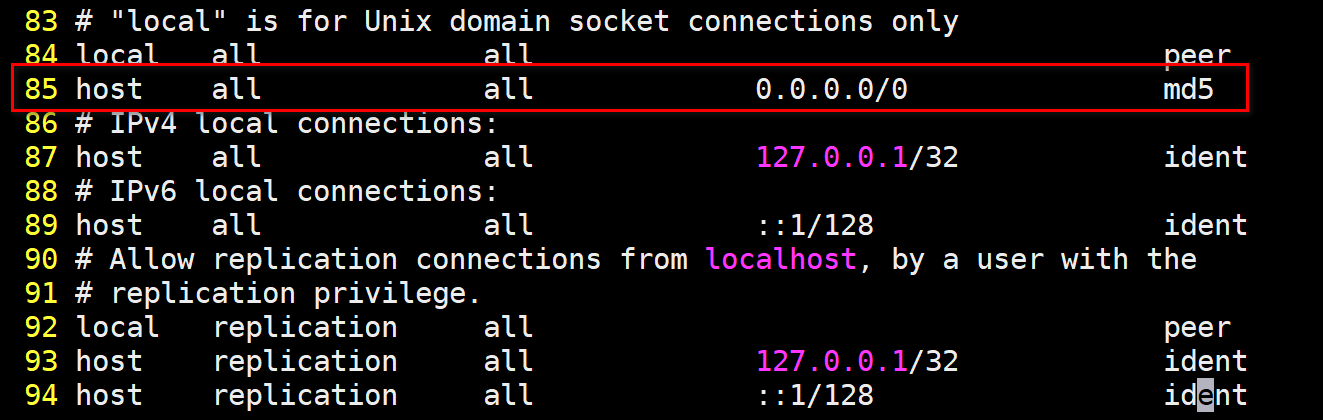 83 # "local" is for Unix domain socket connections only
84 local   all             all                                     peer
85 host    all             all             0.0.0.0/0               md5
86 # IPv4 local connections:
87 host    all             all             127.0.0.1/32            ident
88 # IPv6 local connections:
89 host    all             all             ::1/128                 ident
90 # Allow replication connections from localhost, by a user with the
91 # replication privilege.
92 local   replication     all                                     peer
93 host    replication     all             127.0.0.1/32            ident
94 host    replication     all             ::1/128                 ident